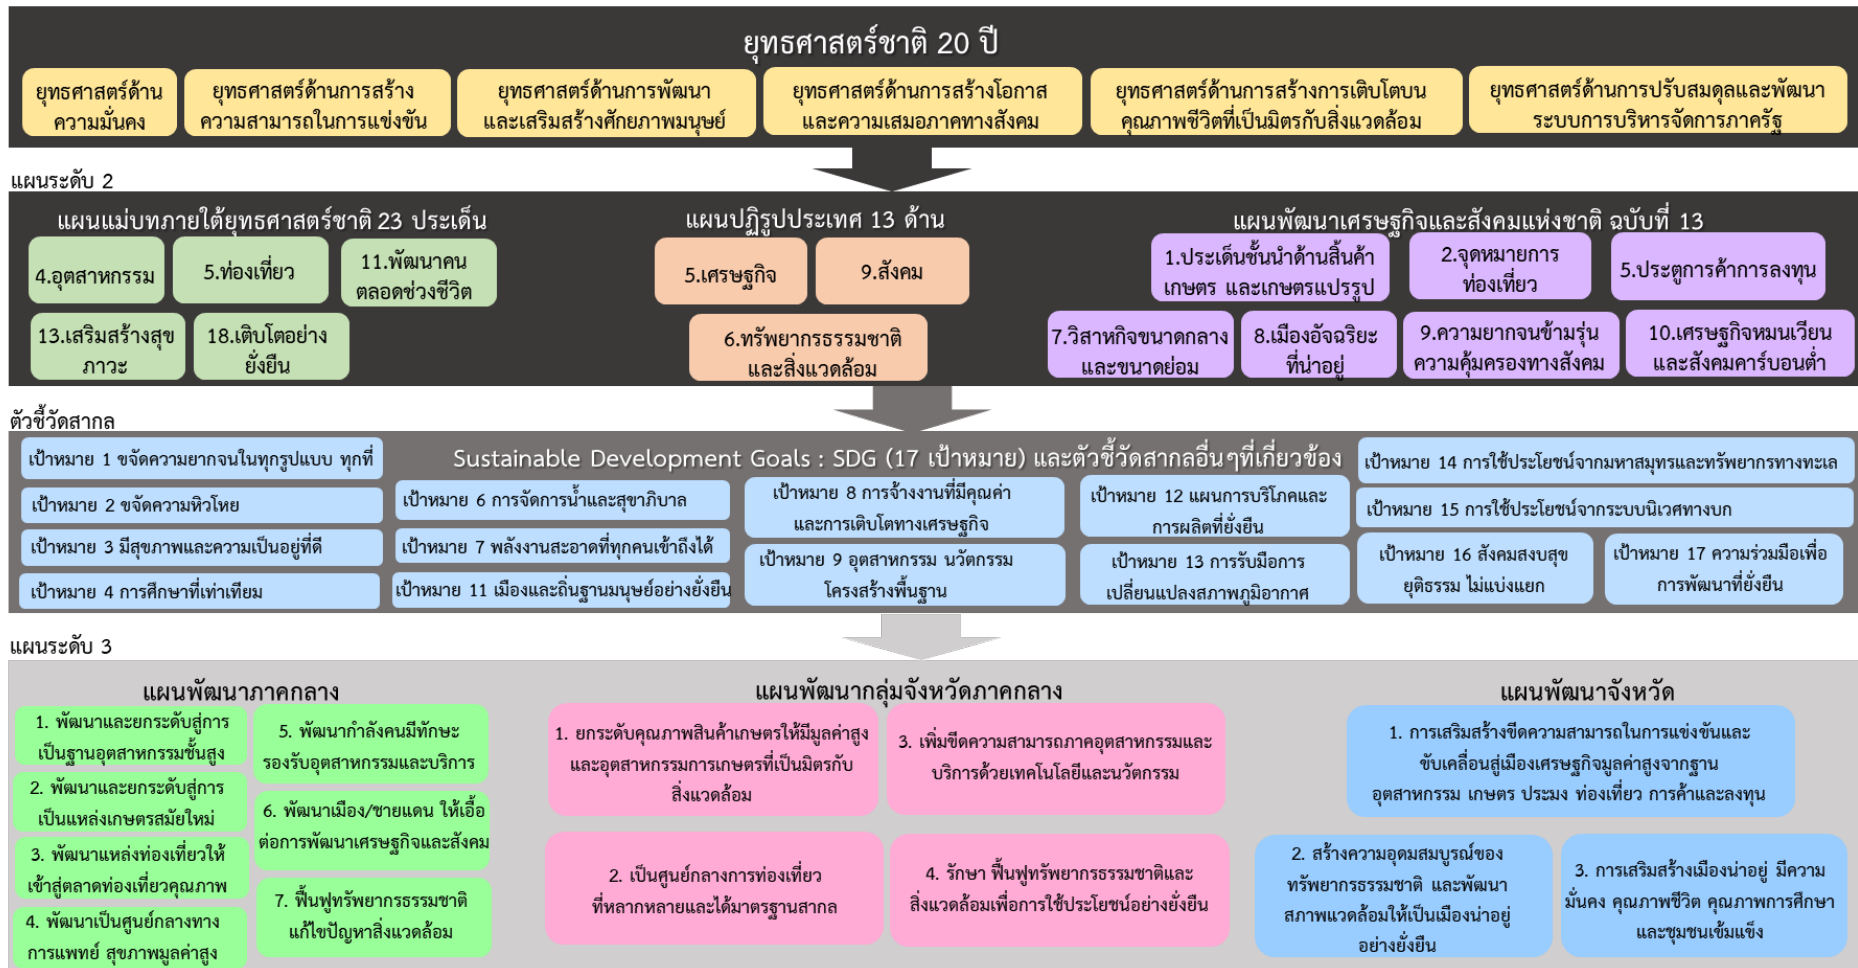 ยุทธศาสตร์ชาติ 20 ปี
ยุทธศาสตร์ด้าน
ความมั่นคง
ยุทธศาสตร์ด้านการสร้าง
ความสามารถในการแข่งขัน
ยุทธศาสตร์ด้านการพัฒนา
และเสริมสร้างศักยภาพมนุษย์
ยุทธศาสตร์ด้านการสร้างโอกาส
และความเสมอภาคทางสังคม
ยุทธศาสตร์ด้านการสร้างการเติบโตบน
คุณภาพชีวิตที่เป็นมิตรกับสิ่งแวดล้อม
ยุทธศาสตร์ด้านการปรับสมดุลและพัฒนา
ระบบการบริหารจัดการภาครัฐ
แผนระดับ 2
แผนแม่บทภายใต้ยุทธศาสตร์ชาติ 23 ประเด็น
4.อุตสาหกรรม
5.ท่องเที่ยว
11.พัฒนาคน
ตลอดช่วงชีวิต
13.เสริมสร้างสุข
ภาวะ
18.เติบโตอย่าง
ยั่งยืน
แผนปฏิรูปประเทศ 13 ด้าน
5.เศรษฐกิจ
9.สังคม
6.ทรัพยากรธรรมชาติ
และสิ่งแวดล้อม
แผนพัฒนาเศรษฐกิจและสังคมแห่งชาติ ฉบับที่ 13
1.ประเด็นชั้นนำด้านสิ้นค้า
เกษตร และเกษตรแปรรูป
2.จุดหมายการ
ท่องเที่ยว
5.ประตูการค้าการลงทุน
7.วิสาหกิจขนาดกลาง
และขนาดย่อม
8.เมืองอัจฉริยะ
ที่น่าอยู่
9.ความยากจนข้ามรุ่น
ความคุ้มครองทางสังคม
10.เศรษฐกิจหมนเวียน
และสังคมคาร์บอนต่ำ
ตัวชี้วัดสากล
Sustainable Development Goals : SDG (17 เป้าหมาย) และตัวชี้วัดสากลอื่นๆที่เกี่ยวข้อง
เป้าหมาย 1 ขจัดความยากจนในทุกรูปแบบ ทุกที่
เป้าหมาย 2 ขจัดความหิวโหย
เป้าหมาย 3 มีสุขภาพและความเป็นอยู่ที่ดี
เป้าหมาย 4 การศึกษาที่เท่าเทียม
เป้าหมาย 6 การจัดการน้ำและสุขาภิบาล
เป้าหมาย 7 พลังงานสะอาดที่ทุกคนเข้าถึงได้
เป้าหมาย 11 เมืองและถิ่นฐานมนุษย์อย่างยั่งยืน
เป้าหมาย 8 การจ้างงานที่มีคุณค่า
และการเติบโตทางเศรษฐกิจ
เป้าหมาย 9 อุตสาหกรรม นวัตกรรม
โครงสร้างพื้นฐาน
เป้าหมาย 12 แผนการบริโภคและ
การผลิตที่ยั่งยืน
เป้าหมาย 13 การรับมือการ
เปลี่ยนแปลงสภาพภูมิอากาศ
เป้าหมาย 14 การใช้ประโยชน์จากมหาสมุทรและทรัพยากรทางทะเล
เป้าหมาย 15 การใช้ประโยชน์จากระบบนิเวศทางบก
เป้าหมาย 16 สังคมสงบสุข
ยุติธรรม ไม่แบ่งแยก
เป้าหมาย 17 ความร่วมมือเพื่อ
การพัฒนาที่ยั่งยืน
แผนระดับ 3
แผนพัฒนาภาคกลาง
1. พัฒนาและยกระดับสู่การ
เป็นฐานอุตสาหกรรมชั้นสูง
2. พัฒนาและยกระดับสู่การ
เป็นแหล่งเกษตรสมัยใหม่
3. พัฒนาแหล่งท่องเที่ยวให้
เข้าสู่ตลาดท่องเที่ยวคุณภาพ
4. พัฒนาเป็นศูนย์กลางทาง
การแพทย์ สุขภาพมูลค่าสูง
5. พัฒนากำลังคนมีทักษะ
รองรับอุตสาหกรรมและบริการ
6. พัฒนาเมือง/ชายแดน ให้เอื้อ
ต่อการพัฒนาเศรษฐกิจและสังคม
7. ฟื้นฟูทรัพยากรธรรมชาติ
แก้ไขปัญหาสิ่งแวดล้อม
แผนพัฒนากลุ่มจังหวัดภาคกลาง
1. ยกระดับคุณภาพสินค้าเกษตรให้มีมูลค่าสูง
และอุตสาหกรรมการเกษตรที่เป็นมิตรกับ
สิ่งแวดล้อม
2. เป็นศูนย์กลางการท่องเที่ยว
ที่หลากหลายและได้มาตรฐานสากล
3. เพิ่มขีดความสามารถภาคอุตสาหกรรมและ
บริการด้วยเทคโนโลยีและนวัตกรรม
4. รักษา ฟื้นฟูทรัพยากรธรรมชาติและ
สิ่งแวดล้อมเพื่อการใช้ประโยชน์อย่างยั่งยืน
แผนพัฒนาจังหวัด
1. การเสริมสร้างขีดความสามารถในการแข่งขันและ
ขับเคลื่อนสู่เมืองเศรษฐกิจมูลค่าสูงจากฐาน
อุตสาหกรรม เกษตร ประมง ท่องเที่ยว การค้าและลงทุน
2. สร้างความอุดมสมบูรณ์ของ
ทรัพยากรธรรมชาติ และพัฒนา
สภาพแวดล้อมให้เป็นเมืองน่าอยู่
อย่างยั่งยืน
3. การเสริมสร้างเมืองน่าอยู่ มีความ
มั่นคง คุณภาพชีวิต คุณภาพการศึกษา
และชุมชนเข้มแข็ง